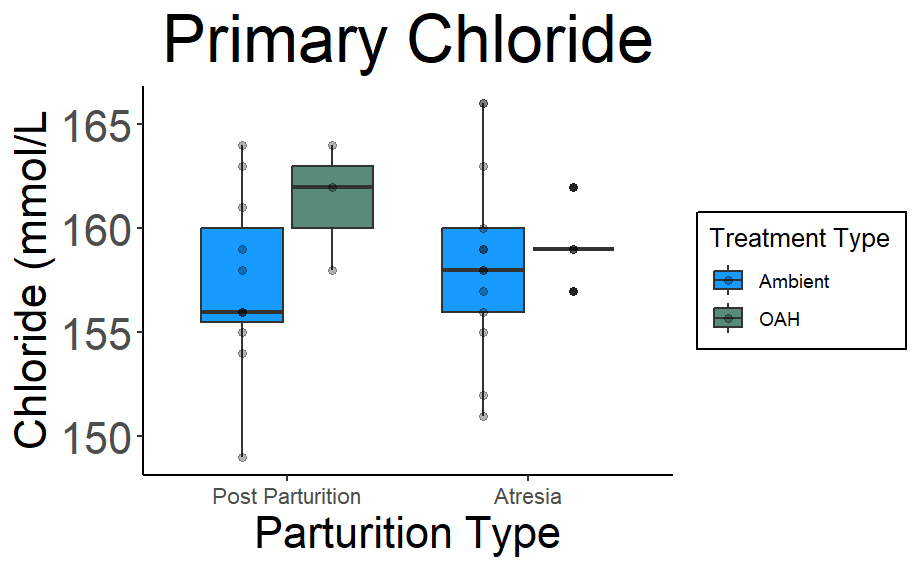 Primary Chloride
Chloride (mmol/L
165
160
155
150
Post Parturition
Atresia
Parturition Type
Treatment Type
Ambient
OAH